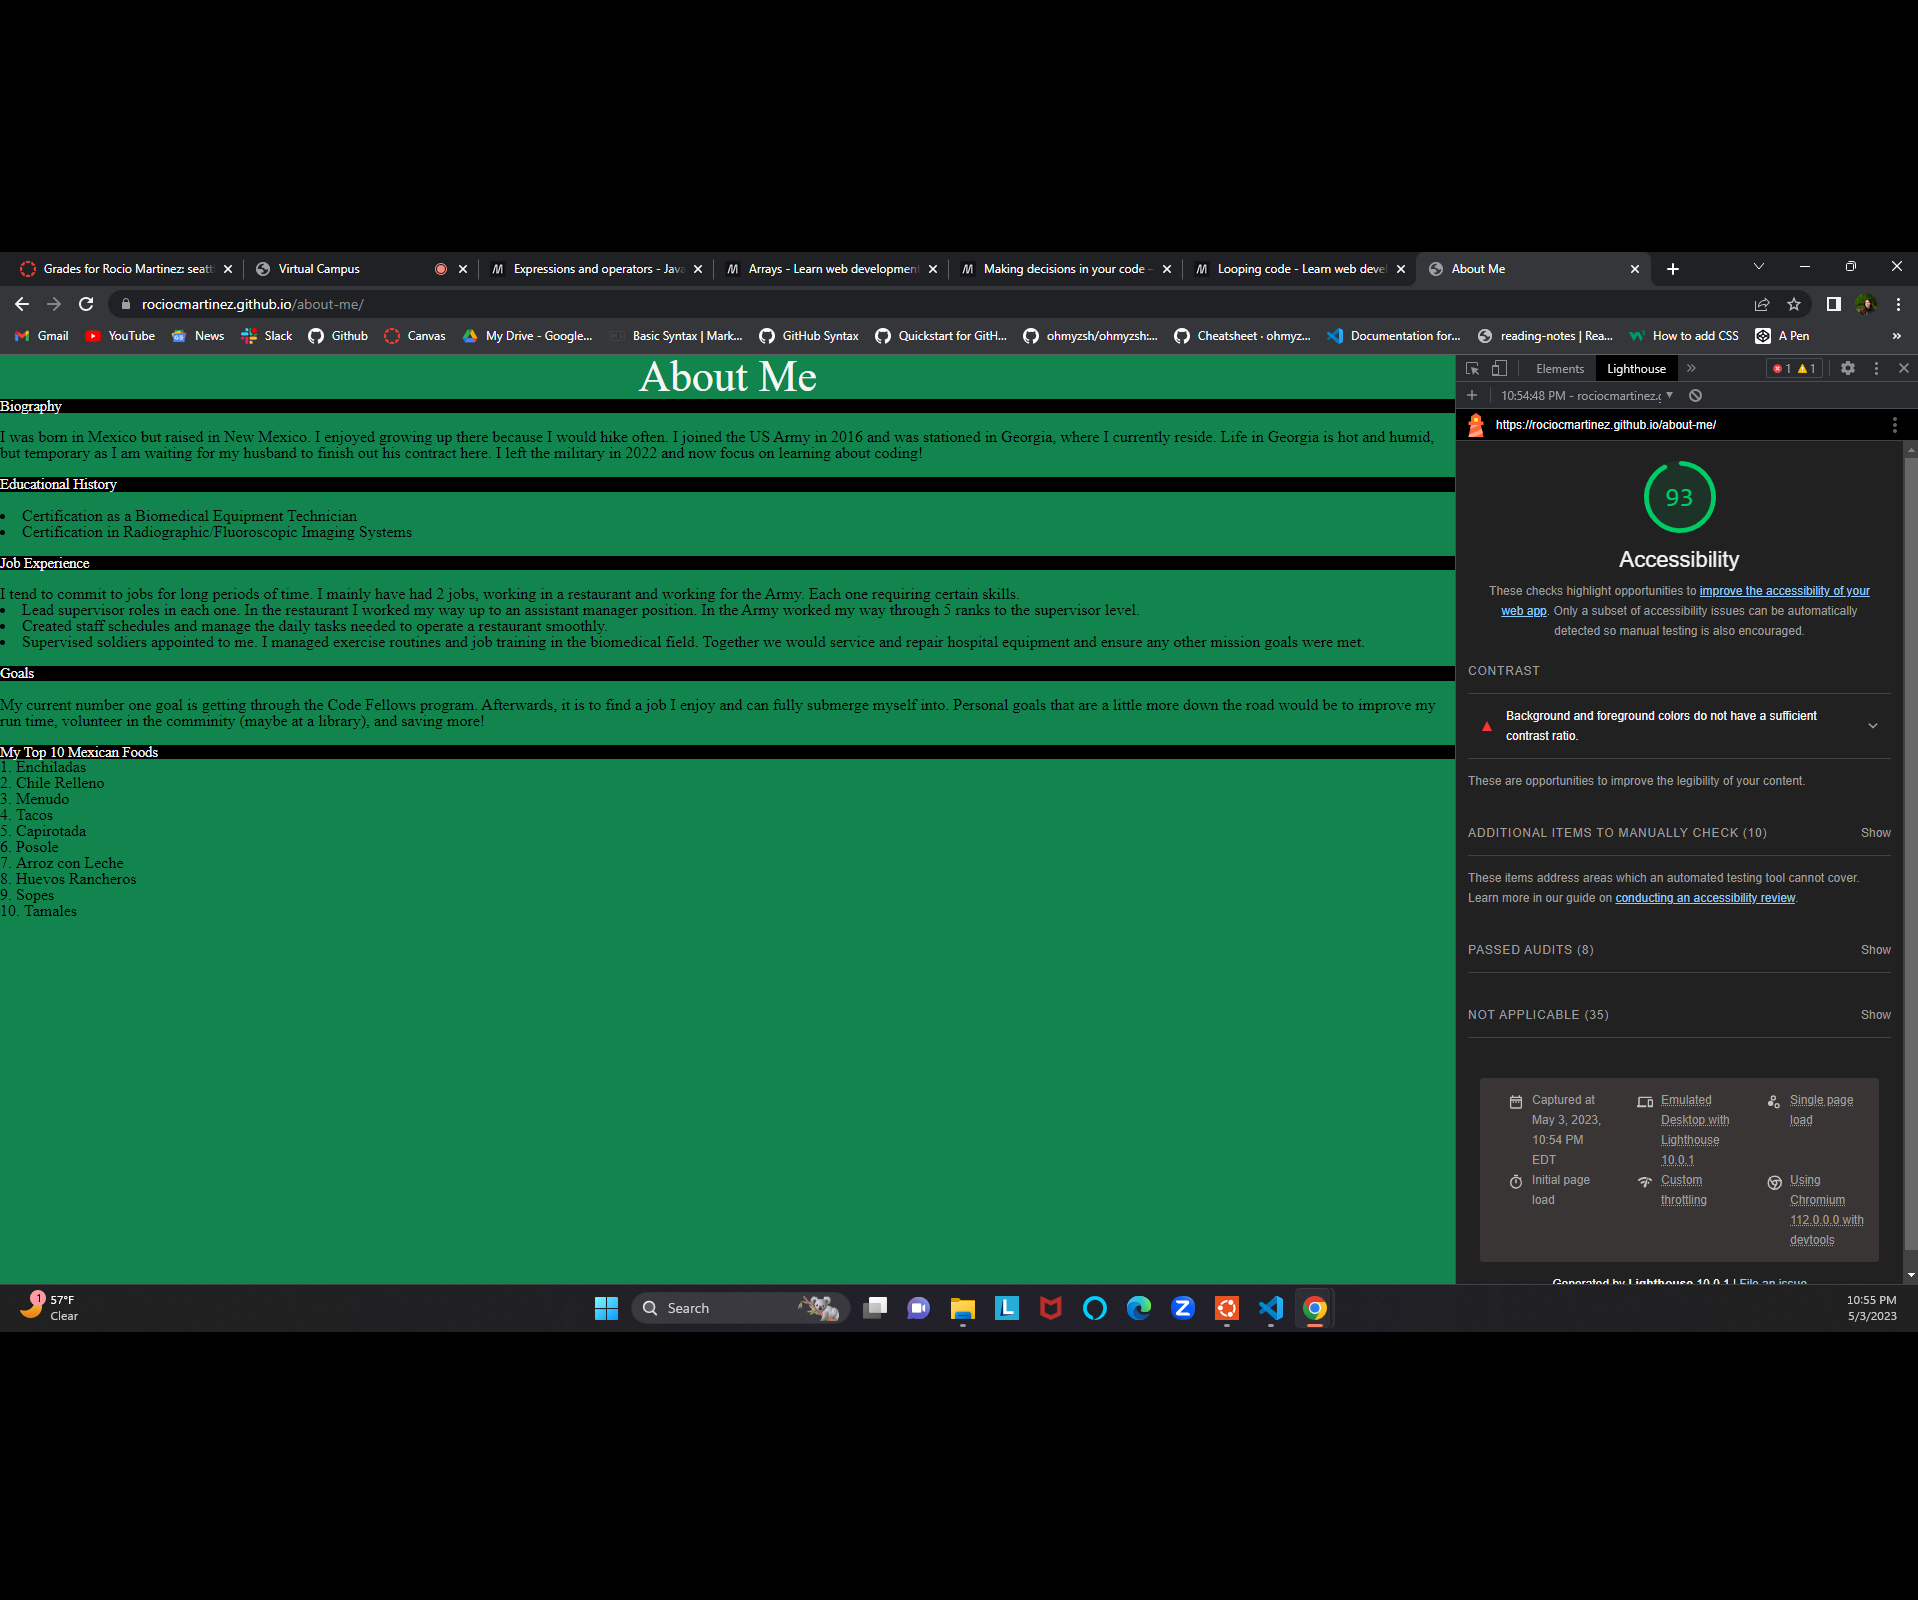 Grades for Rocio Martinez: seatt
Virtual Campus
Expressions and operators - Java
Arrays - Learn web development
Making decisions in your code -
Looping code - Learn web devel
About Me
rociocmartinez.github.io/about-me/
Gmail
YouTube
News
Slack
Github
Canvas
My Drive - Google...
Basic Syntax | Mark...
GitHub Syntax
Quickstart for GitH...
ohmyzsh/ohmyzsh:...
Cheatsheet · ohmyz...
Documentation for...
reading-notes | Rea...
How to add CSS
A Pen
»
About Me
Biography
I was born in Mexico but raised in New Mexico. I enjoyed growing up there because I would hike often. I joined the US Army in 2016 and was stationed in Georgia, where I currently reside. Life in Georgia is hot and humid,
but temporary as I am waiting for my husband to finish out his contract here. I left the military in 2022 and now focus on learning about coding!
Educational History
• Certification as a Biomedical Equipment Technician
• Certification in Radiographic/Fluoroscopic Imaging Systems
Job Experience
I tend to commit to jobs for long periods of time. I mainly have had 2 jobs, working in a restaurant and working for the Army. Each one requiring certain skills.
• Lead supervisor roles in each one. In the restaurant I worked my way up to an assistant manager position. In the Army worked my way through 5 ranks to the supervisor level.
• Created staff schedules and manage the daily tasks needed to operate a restaurant smoothly.
• Supervised soldiers appointed to me. I managed exercise routines and job training in the biomedical field. Together we would service and repair hospital equipment and ensure any other mission goals were met.
Goals
My current number one goal is getting through the Code Fellows program. Afterwards, it is to find a job I enjoy and can fully submerge myself into. Personal goals that are a little more down the road would be to improve my
run time, volunteer in the comminity (maybe at a library), and saving more!
My Top 10 Mexican Foods
1. Enchiladas
2. Chile Relleno
3. Menudo
4. Tacos
5. Capirotada
6. Posole
7. Arroz con Leche
8. Huevos Rancheros
9. Sopes
10. Tamales
Elements
Lighthouse
»
1
1
10:54:48 PM - rociocmartinez.g
https://rociocmartinez.github.io/about-me/
93
Accessibility
These checks highlight opportunities to improve the accessibility of your
web app. Only a subset of accessibility issues can be automatically
detected so manual testing is also encouraged.
CONTRAST
Background and foreground colors do not have a sufficient
contrast ratio.
These are opportunities to improve the legibility of your content.
ADDITIONAL ITEMS TO MANUALLY CHECK (10) Show
These items address areas which an automated testing tool cannot cover.
Learn more in our guide on conducting an accessibility review.
PASSED AUDITS (8) Show
NOT APPLICABLE (35) Show
Captured at
May 3, 2023,
10:54 PM
EDT
Emulated
Desktop with
Lighthouse
10.0.1
Single page
load
Initial page
load
Custom
throttling
Using
Chromium
112.0.0.0 with
devtools
Generated by Lighthouse 10.0.1 | File an issue
1
57°F
Clear
Search
10:55 PM
5/3/2023